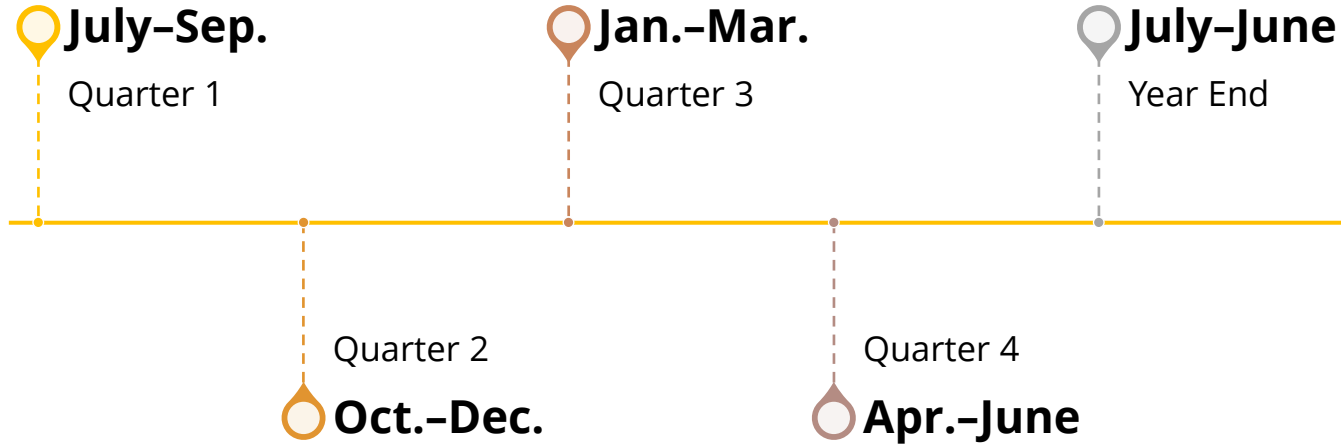 July–Sep.
Quarter 1
Jan.–Mar.
Quarter 3
July–June
Year End
Quarter 2
Oct.–Dec.
Quarter 4
Apr.–June